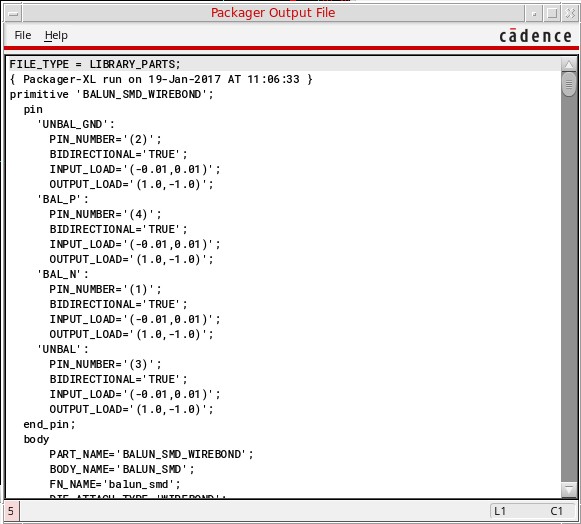 Packager Output File
File Help
cādence
FILE_TYPE = LIBRARY_PARTS;
{ Packager-XL run on 19-Jan-2017 AT 11:06:33 }
primitive 'BALUN_SMD_WIREBOND';
pin
'UNBAL_GND':
PIN_NUMBER='(2)';
BIDIRECTIONAL='TRUE';
INPUT_LOAD='(-0.01,0.01)';
OUTPUT_LOAD='(1.0,-1.0)';
'BAL_P':
PIN_NUMBER='(4)';
BIDIRECTIONAL='TRUE';
INPUT_LOAD='(-0.01,0.01)';
OUTPUT_LOAD='(1.0,-1.0)';
'BAL_N':
PIN_NUMBER='(1)';
BIDIRECTIONAL='TRUE';
INPUT_LOAD='(-0.01,0.01)';
OUTPUT_LOAD='(1.0,-1.0)';
'UNBAL':
PIN_NUMBER='(3)';
BIDIRECTIONAL='TRUE';
INPUT_LOAD='(-0.01,0.01)';
OUTPUT_LOAD='(1.0,-1.0)';
end_pin;
body
PART_NAME='BALUN_SMD_WIREBOND';
BODY_NAME='BALUN_SMD';
FN_NAME='balun_smd';
DIE_ATTACH_TYPE='WIREBOND';
5 L1 C1